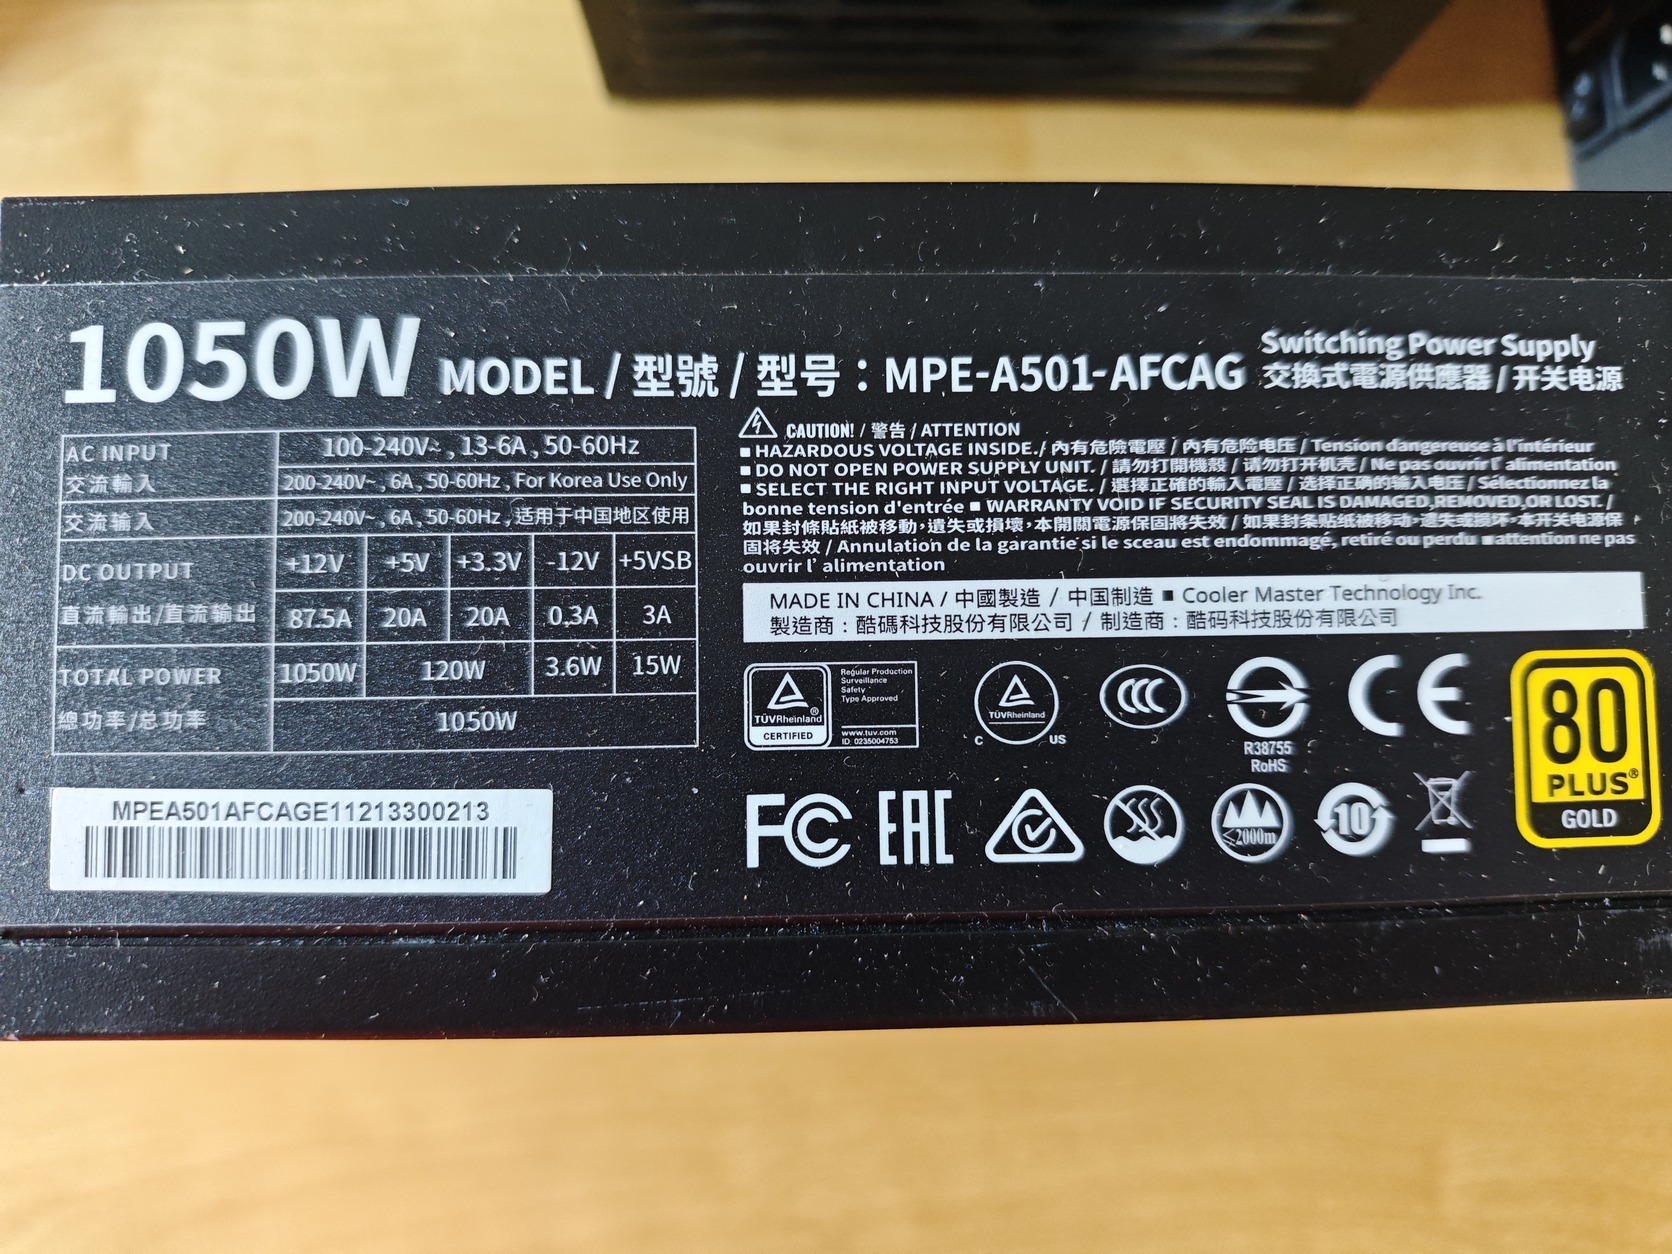 1050W MODEL / 型號 / 型号：MPE-A501-AFCAG
Switching Power Supply
交換式電源供應器 / 开关电源
AC INPUT
交流輸入
交流输入
100-240V~ , 13-6A , 50-60Hz
200-240V~ , 6A , 50-60Hz , For Korea Use Only
200-240V~ , 6A , 50-60Hz , 适用于中国地区使用
DC OUTPUT
直流輸出/直流输出
+12V +5V +3.3V -12V +5VSB
87.5A 20A 20A 0.3A 3A
TOTAL POWER
總功率/总功率
1050W 120W 3.6W 15W
1050W
MPEA501AFCAGE11213300213
CAUTION! / 警告 / ATTENTION
■ HAZARDOUS VOLTAGE INSIDE. / 內有危險電壓 / 内有危险电压 / Tension dangereuse à l'intérieur
■ DO NOT OPEN POWER SUPPLY UNIT. / 請勿打開機殼 / 请勿打开机壳 / Ne pas ouvrir l' alimentation
■ SELECT THE RIGHT INPUT VOLTAGE. / 選擇正確的輸入電壓 / 选择正确的输入电压 / Sélectionnez la
bonne tension d'entrée ■ WARRANTY VOID IF SECURITY SEAL IS DAMAGED,REMOVED,OR LOST. /
如果封條貼紙被移動，遺失或損壞，本開關電源保固將失效 / 如果封条贴纸被移动，遗失或损坏，本开关电源保
固将失效 / Annulation de la garantie si le sceau est endommagé, retiré ou perdu ■attention ne pas
ouvrir l' alimentation
MADE IN CHINA / 中國製造 / 中国制造 ■ Cooler Master Technology Inc.
製造商：酷碼科技股份有限公司 / 制造商：酷码科技股份有限公司
TÜVRheinland®
CERTIFIED
Regular Production
Surveillance
Safety
Type Approved
www.tuv.com
ID: 0235004753
TÜVRheinland
C US
CCC
R38755
RoHS
CE
80
PLUS®
GOLD
FC
EAC
≤2000m
10